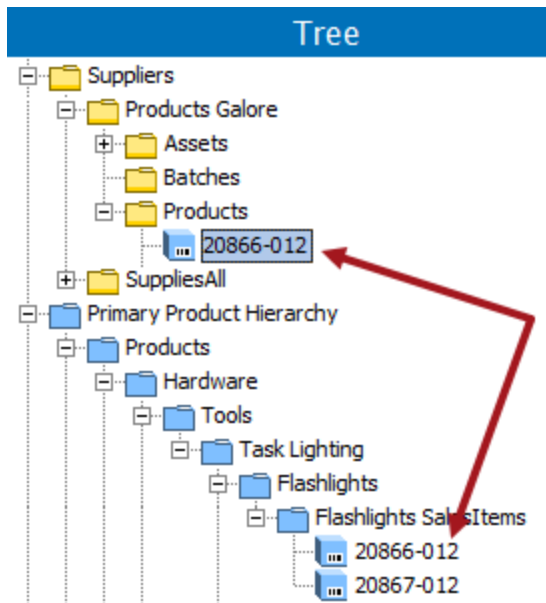 Tree
Suppliers
Products Galore
Assets
Batches
Products
20866-012
SuppliesAll
Primary Product Hierarchy
Products
Hardware
Tools
Task Lighting
Flashlights
Flashlights SalesItems
20866-012
20867-012